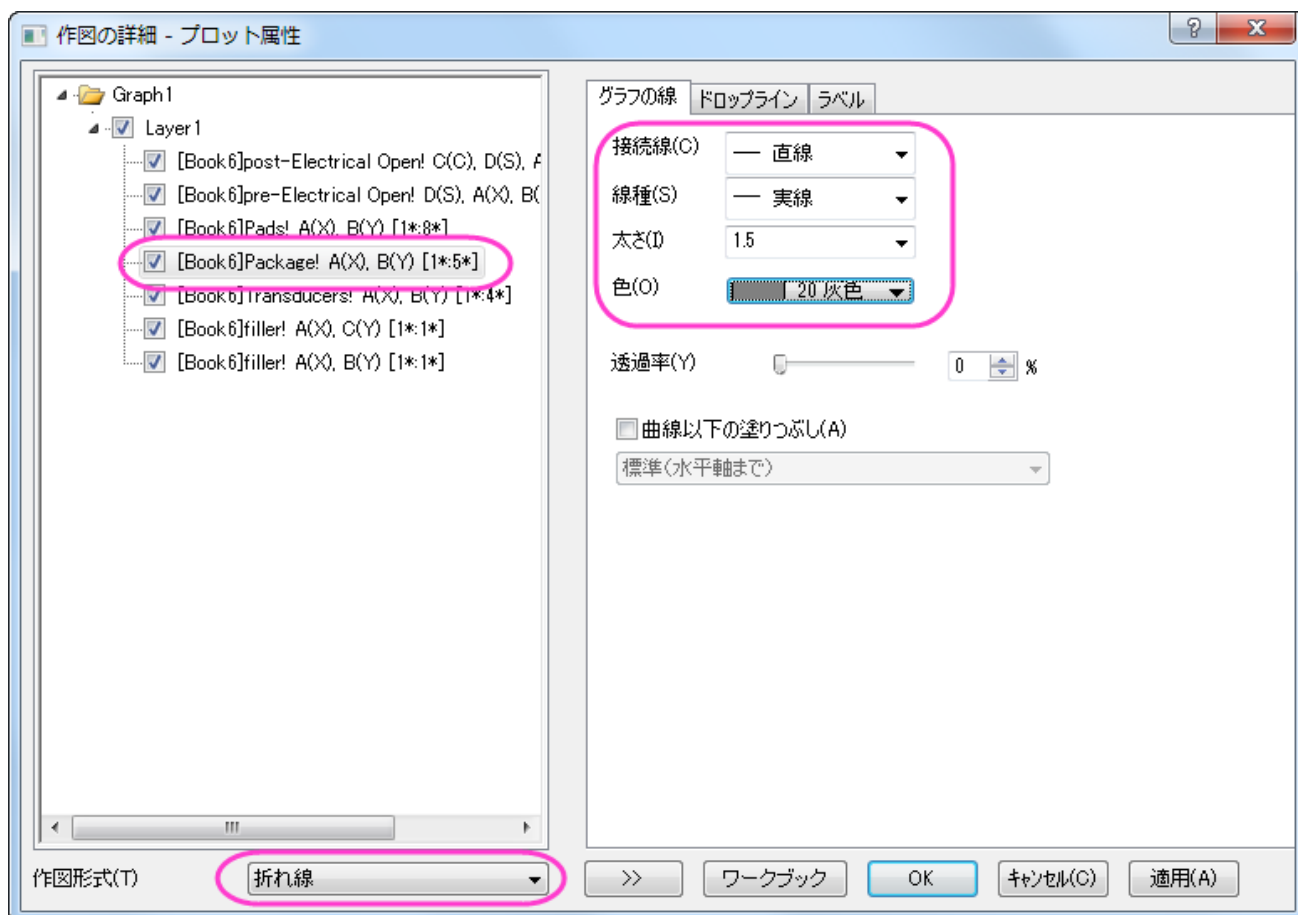 作図の詳細 - プロット属性
Graph1
Layer1
[Book6]post-Electrical Open! C(C), D(S), A
[Book6]pre-Electrical Open! D(S), A(X), B(
[Book6]Pads! A(X), B(Y) [1*:8*]
[Book6]Package! A(X), B(Y) [1*:5*]
[Book6]Transducers! A(X), B(Y) [1*:4*]
[Book6]filler! A(X), C(Y) [1*:1*]
[Book6]filler! A(X), B(Y) [1*:1*]
グラフの線 ドロップライン ラベル
接続線(C) 直線
線種(S) 実線
太さ(I) 1.5
色(O) 20 灰色
透過率(Y) 0 %
曲線以下の塗りつぶし(A)
標準(水平軸まで)
作図形式(T) 折れ線 >> ワークブック OK キャンセル(C) 適用(A)